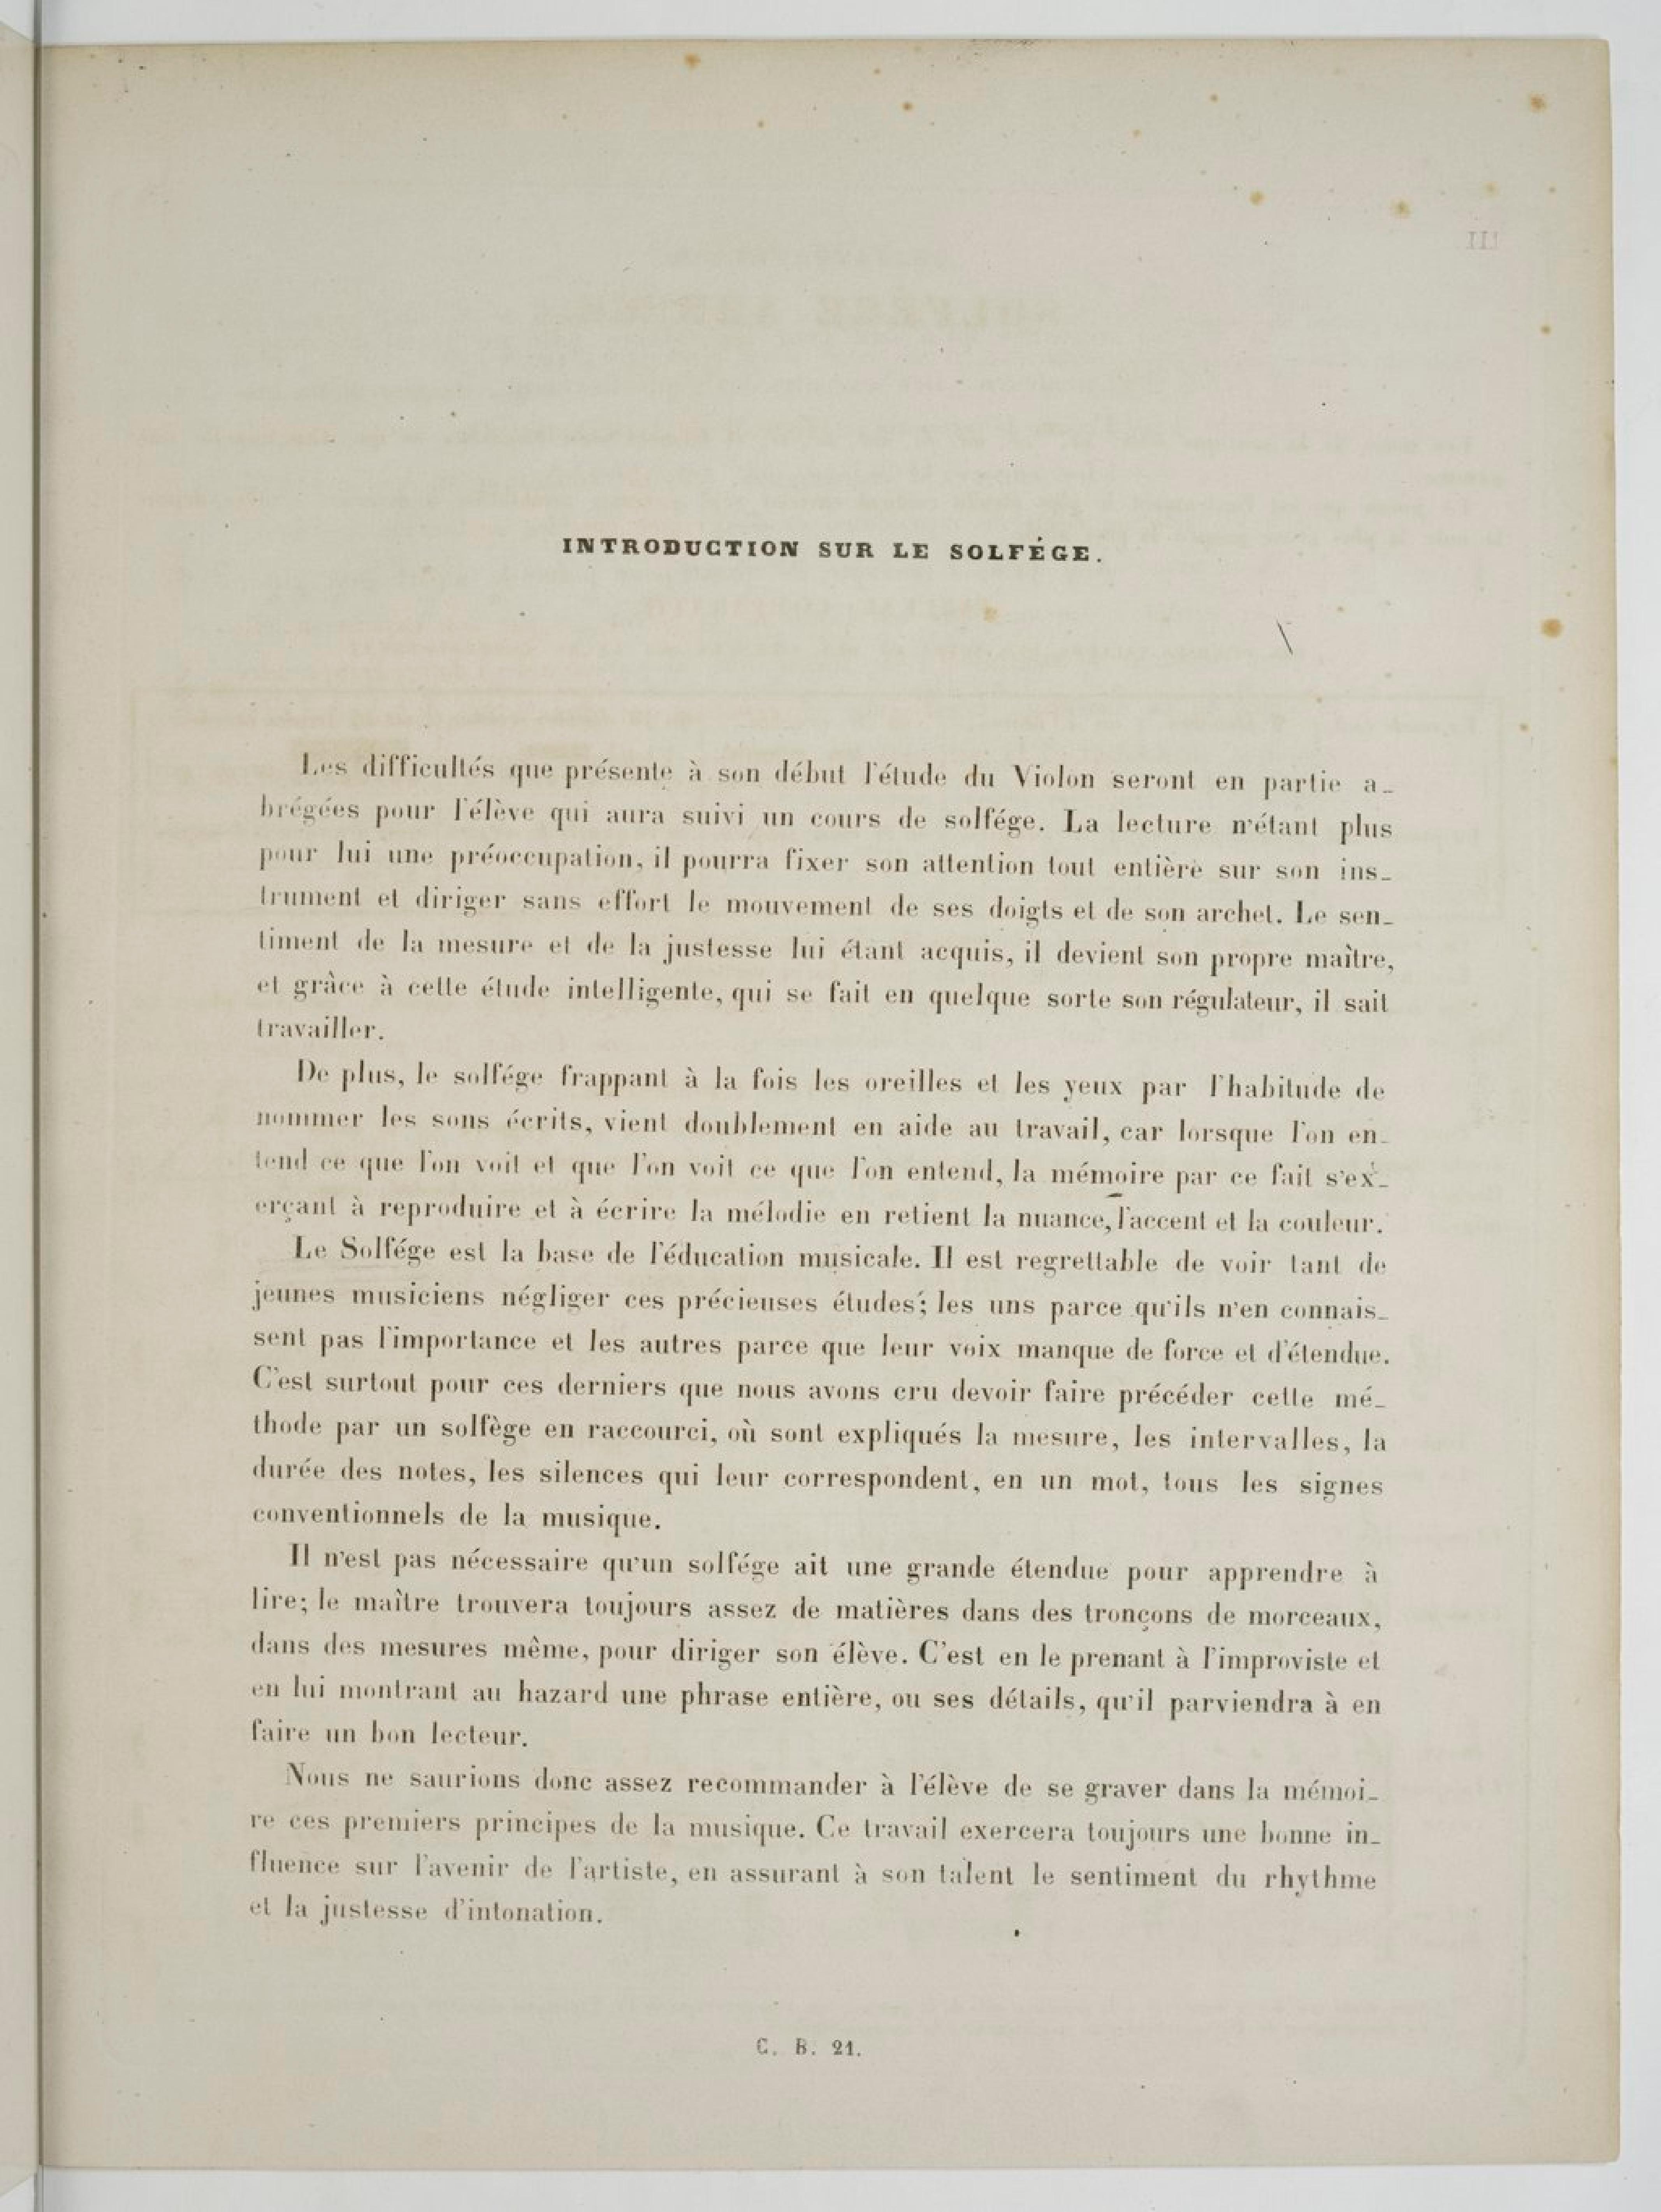 INTRODUCTION SUR LE SOLFÉGE.
Les difficultés que présente à son début l'étude du Violon seront en partie a-
brégées pour l'élève qui aura suivi un cours de solfége. La lecture n'étant plus
pour lui une préoccupation, il pourra fixer son attention tout entière sur son ins-
trument et diriger sans effort le mouvement de ses doigts et de son archet. Le sen-
timent de la mesure et de la justesse lui étant acquis, il devient son propre maître,
et grâce à cette étude intelligente, qui se fait en quelque sorte son régulateur, il sait
travailler.
De plus, le solfége frappant à la fois les oreilles et les yeux par l'habitude de
nommer les sons écrits, vient doublement en aide au travail, car lorsque l'on en-
tend ce que l'on voit et que l'on voit ce que l'on entend, la mémoire par ce fait s'ex-
erçant à reproduire et à écrire la mélodie en retient la nuance, l'accent et la couleur.
Le Solfége est la base de l'éducation musicale. Il est regrettable de voir tant de
jeunes musiciens négliger ces précieuses études; les uns parce qu'ils n'en connais-
sent pas l'importance et les autres parce que leur voix manque de force et d'étendue.
C'est surtout pour ces derniers que nous avons cru devoir faire précéder cette mé-
thode par un solfège en raccourci, où sont expliqués la mesure, les intervalles, la
durée des notes, les silences qui leur correspondent, en un mot, tous les signes
conventionnels de la musique.
Il n'est pas nécessaire qu'un solfége ait une grande étendue pour apprendre à
lire; le maître trouvera toujours assez de matières dans des tronçons de morceaux,
dans des mesures même, pour diriger son élève. C'est en le prenant à l'improviste et
en lui montrant au hazard une phrase entière, ou ses détails, qu'il parviendra à en
faire un bon lecteur.
Nous ne saurions donc assez recommander à l'élève de se graver dans la mémoi-
re ces premiers principes de la musique. Ce travail exercera toujours une bonne in-
fluence sur l'avenir de l'artiste, en assurant à son talent le sentiment du rhythme
et la justesse d'intonation.
C. B. 21.